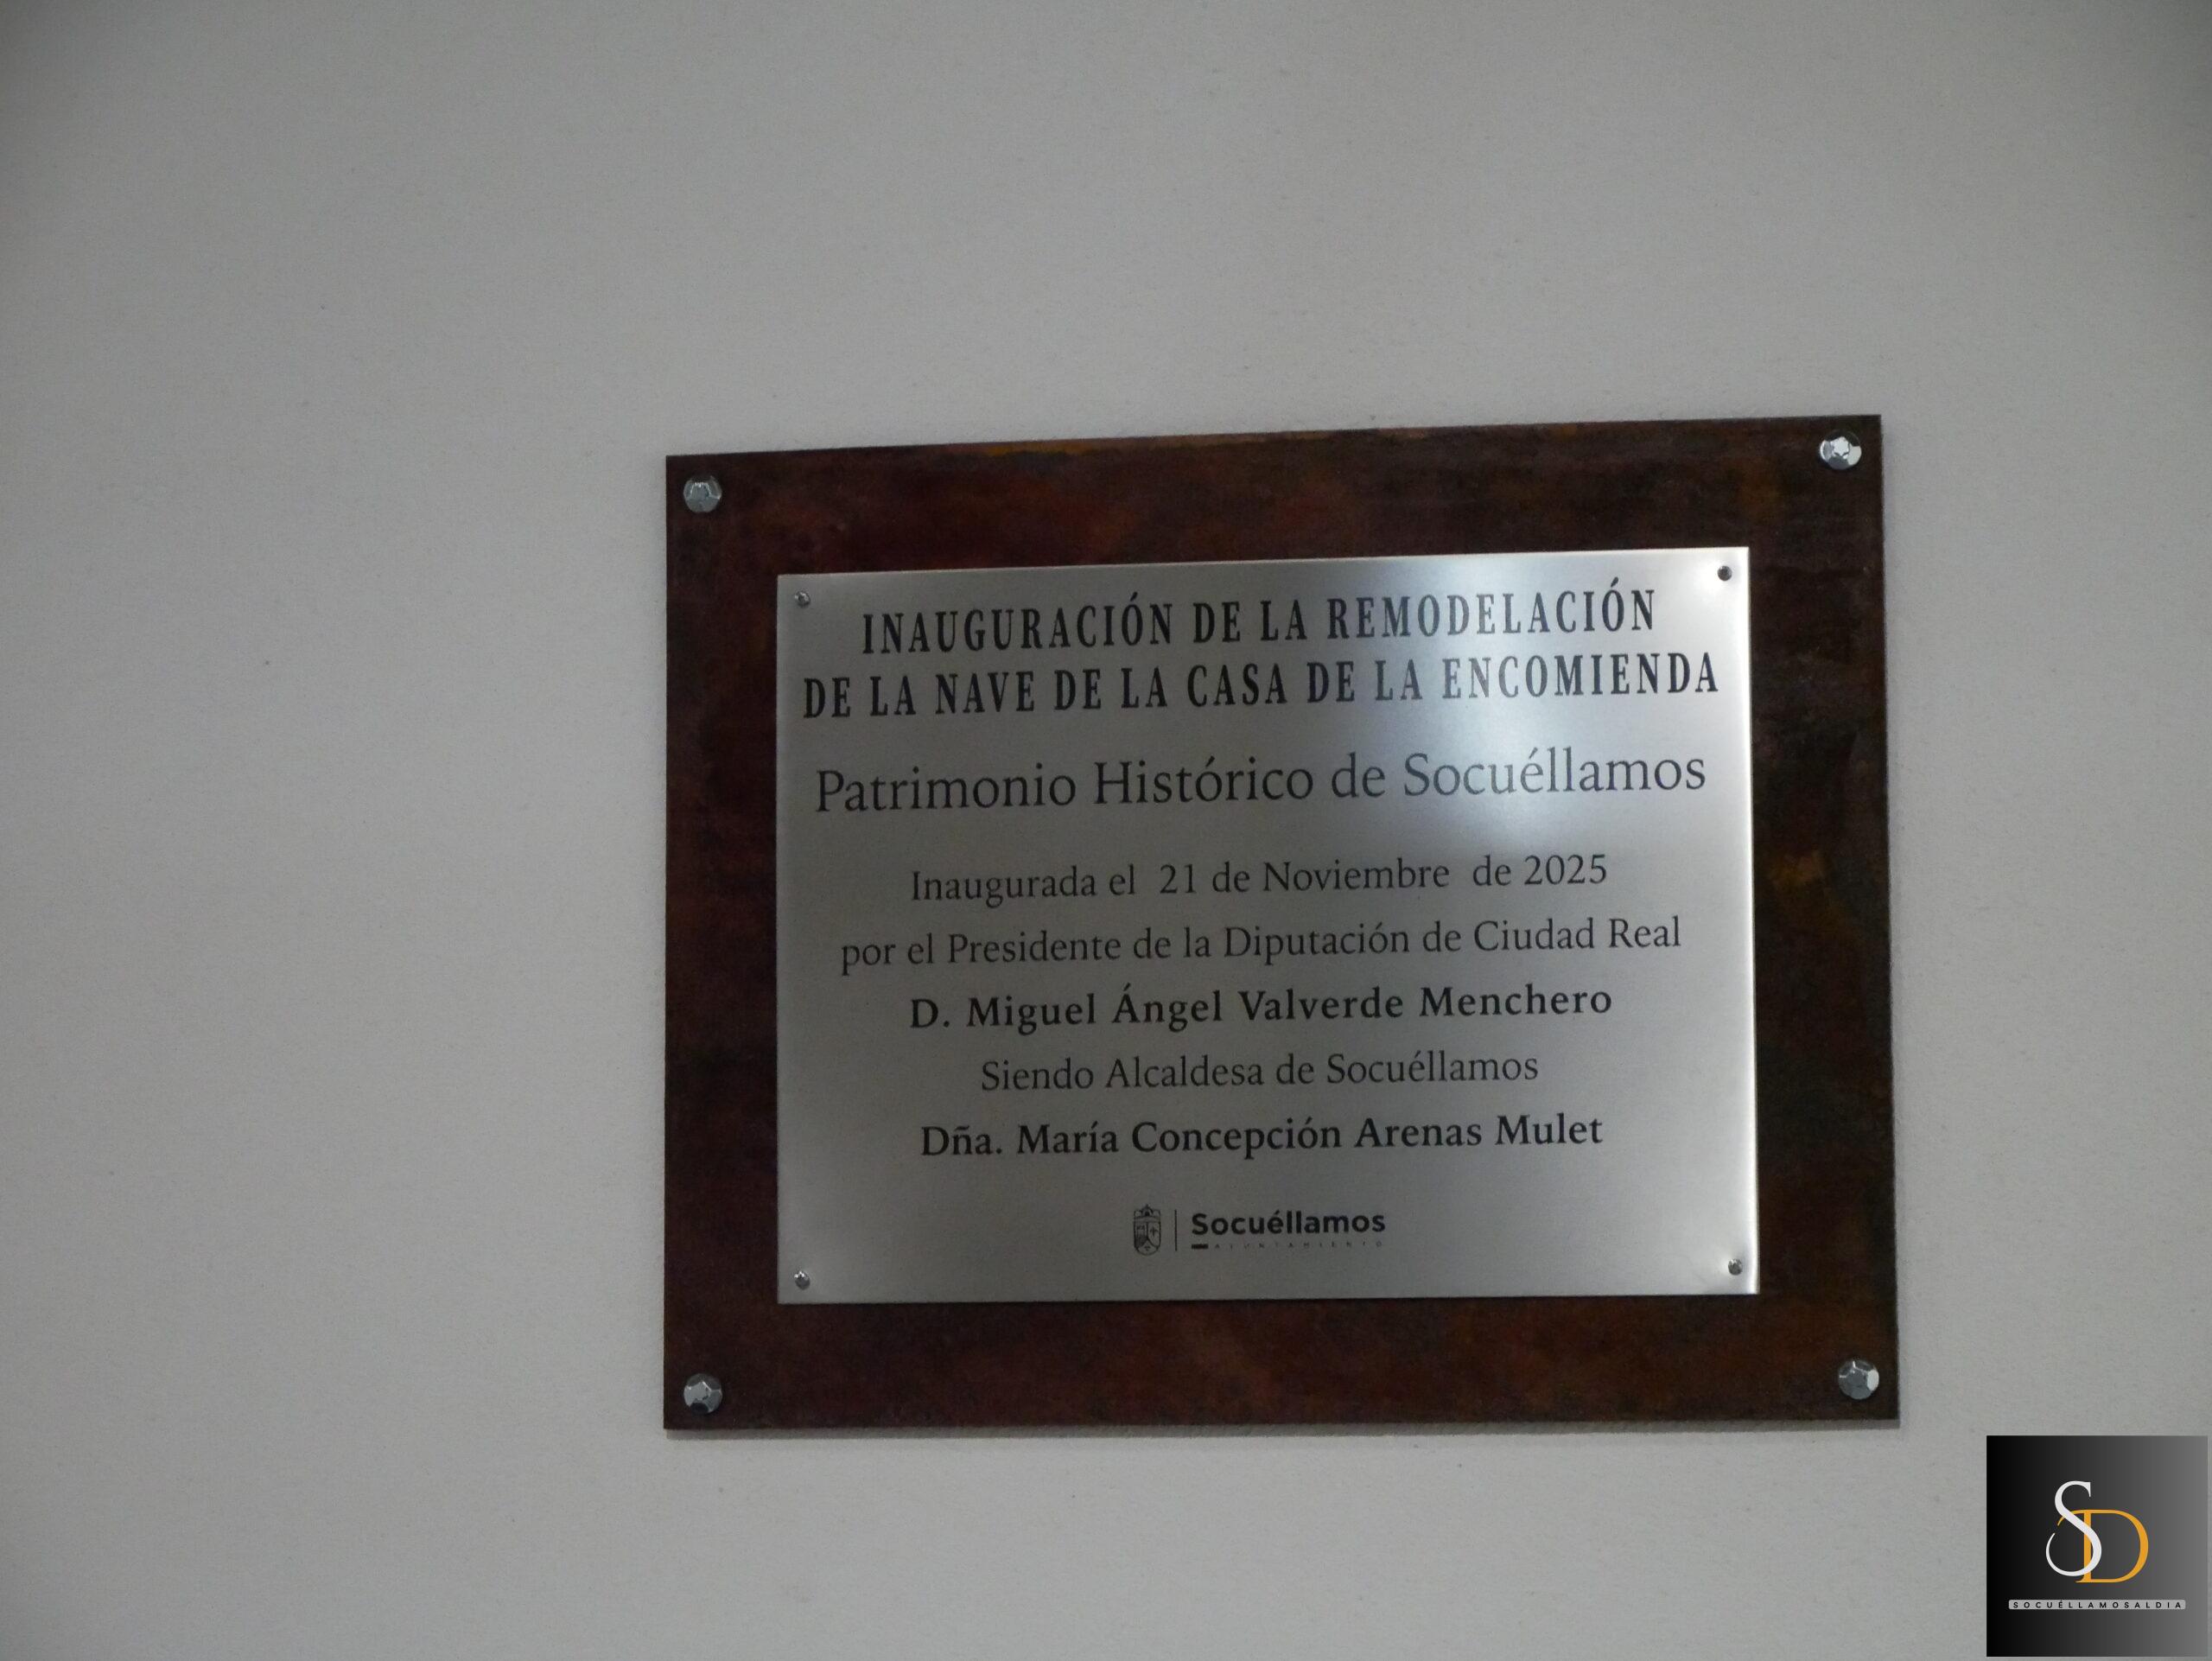 INAUGURACIÓN DE LA REMODELACIÓN
DE LA NAVE DE LA CASA DE LA ENCOMIENDA
Patrimonio Histórico de Socuéllamos
Inaugurada el 21 de Noviembre de 2025
por el Presidente de la Diputación de Ciudad Real
D. Miguel Ángel Valverde Menchero
Siendo Alcaldesa de Socuéllamos
Dña. María Concepción Arenas Mulet
Socuéllamos
AYUNTAMIENTO
SD
SOCUÉLLAMOSALDIA